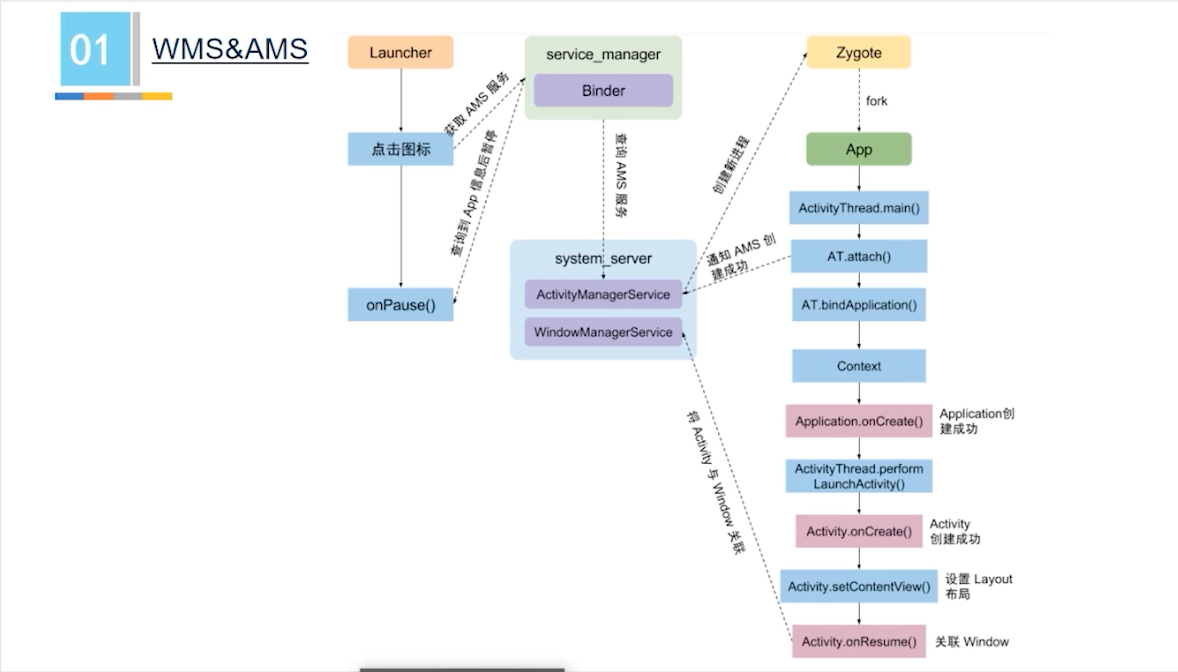 01
WMS&AMS
Launcher
点击图标
onPause()
获取 AMS 服务
查询到 App 信息后暂停
service_manager
Binder
查询 AMS 服务
system_server
ActivityManagerService
WindowManagerService
创建新进程
通知 AMS 创
建成功
将 Activity 与 Window 关联
Zygote
fork
App
ActivityThread.main()
AT.attach()
AT.bindApplication()
Context
Application.onCreate()
Application创
建成功
ActivityThread.perform
LaunchActivity()
Activity.onCreate()
Activity
创建成功
Activity.setContentView()
设置 Layout
布局
Activity.onResume()
关联 Window